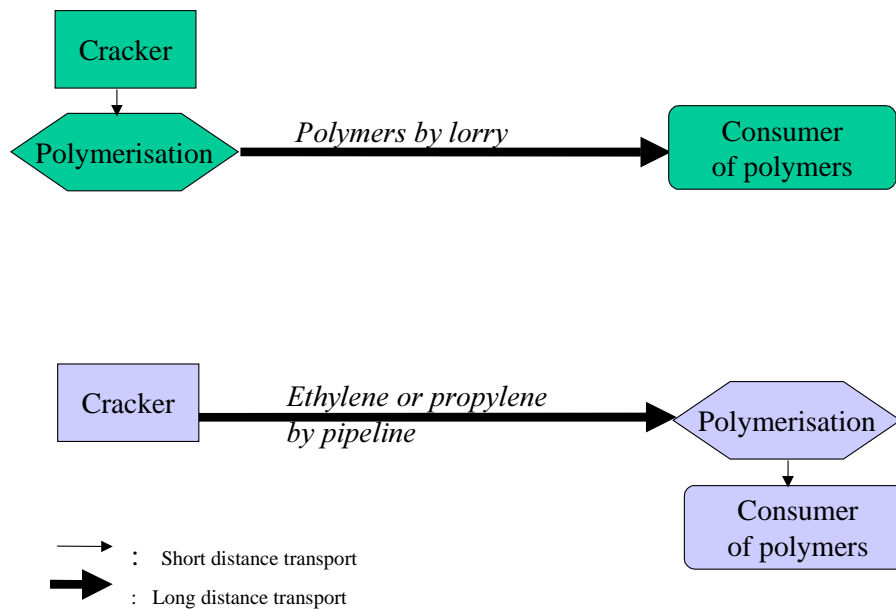 Cracker
Polymerisation
Polymers by lorry
Consumer
of polymers
Cracker
Ethylene or propylene
by pipeline
Polymerisation
Consumer
of polymers
: Short distance transport
: Long distance transport